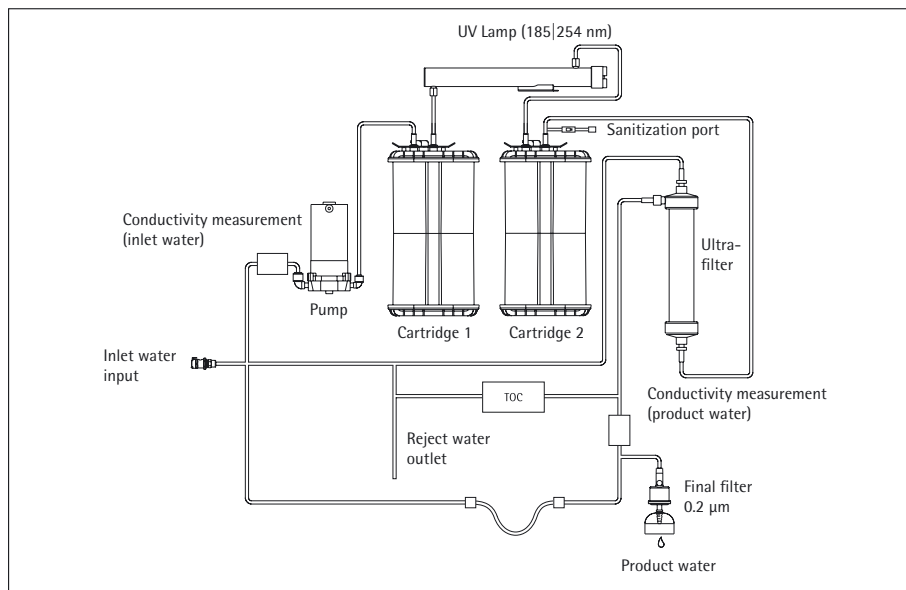 UV Lamp (185|254 nm)
Sanitization port
Conductivity measurement
(inlet water)
Ultra-
filter
Pump
Cartridge 1
Cartridge 2
Inlet water
input
Conductivity measurement
(product water)
TOC
Reject water
outlet
Final filter
0.2 µm
Product water